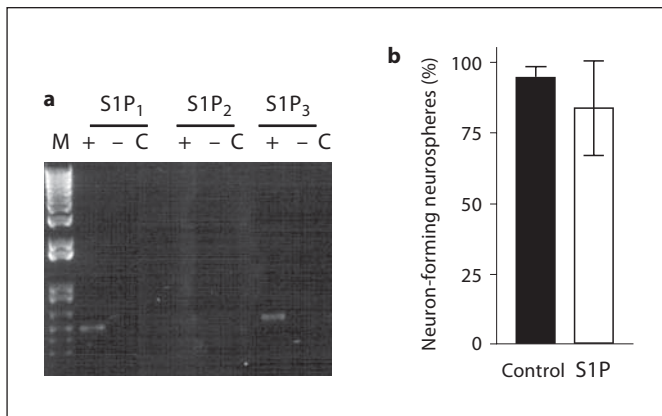 a
S1P1 S1P2 S1P3
M + – C + – C + – C
b
Neuron-forming neurospheres (%)
100
75
50
25
0
Control S1P